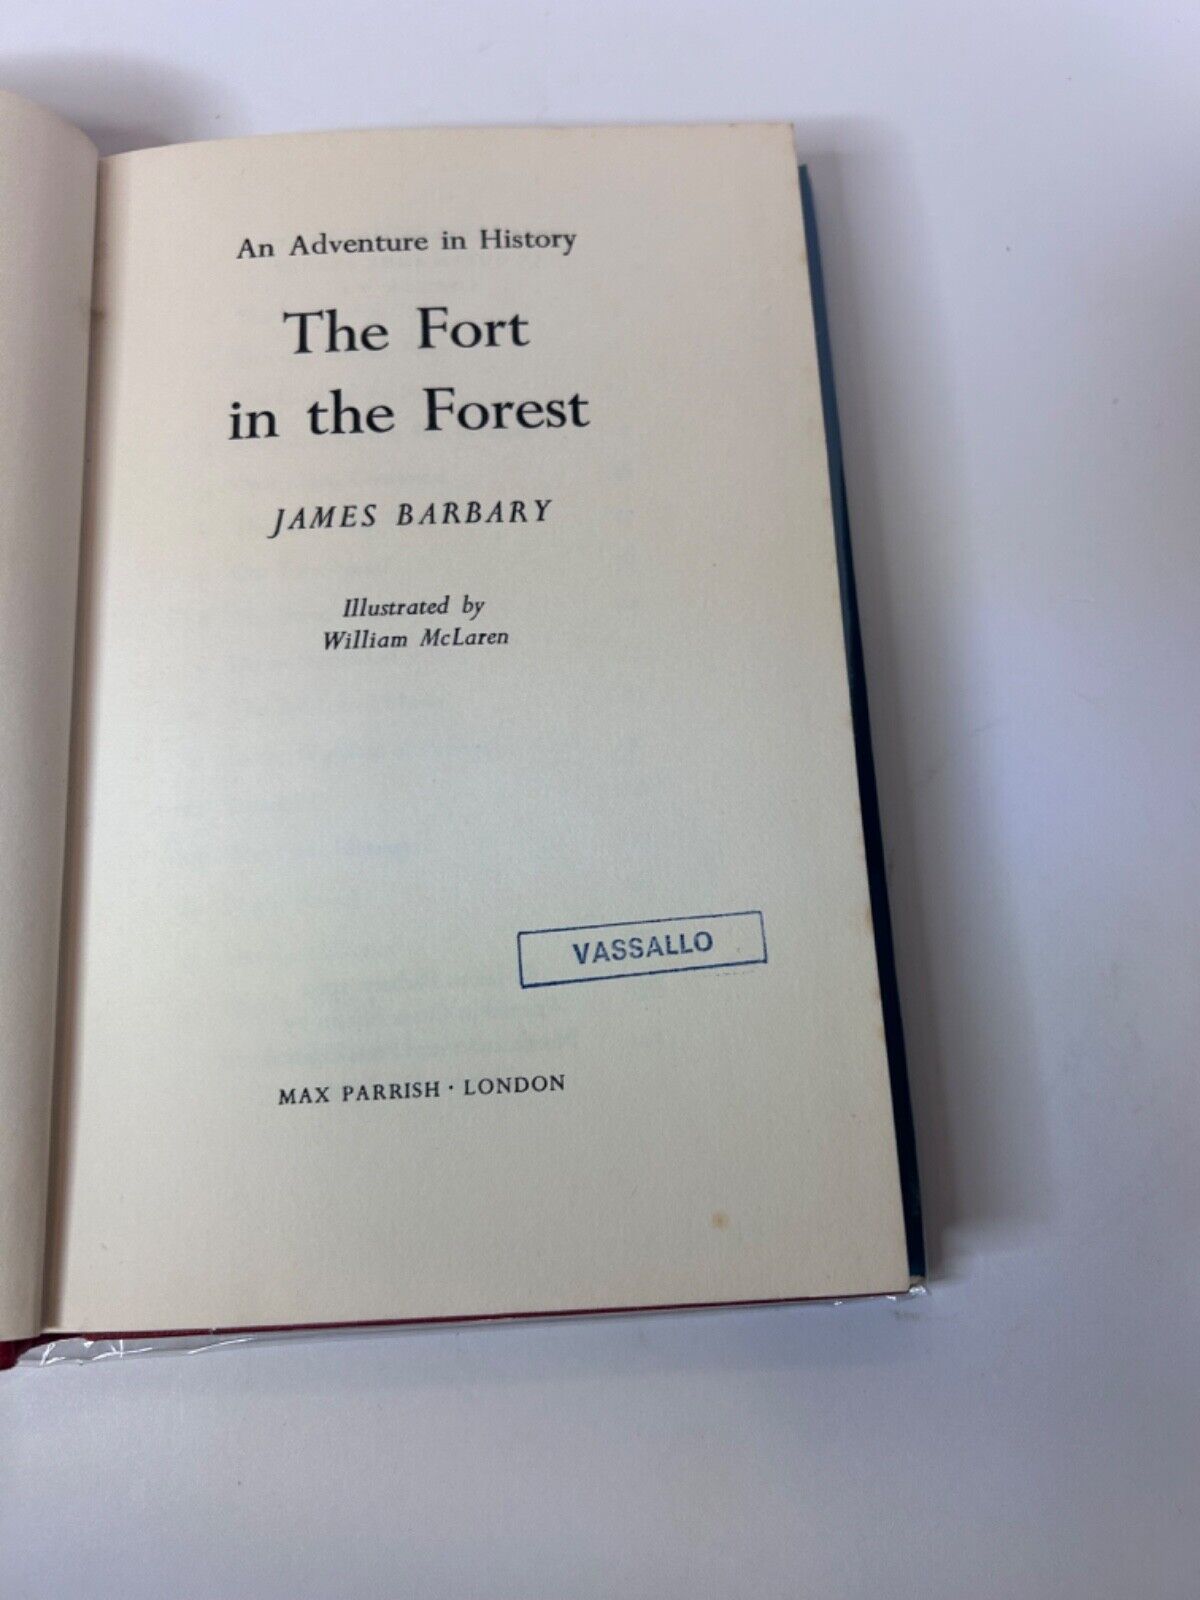 An Adventure in History
The Fort
in the Forest
JAMES BARBARY
Illustrated by
William McLaren
VASSALLO
MAX PARRISH · LONDON